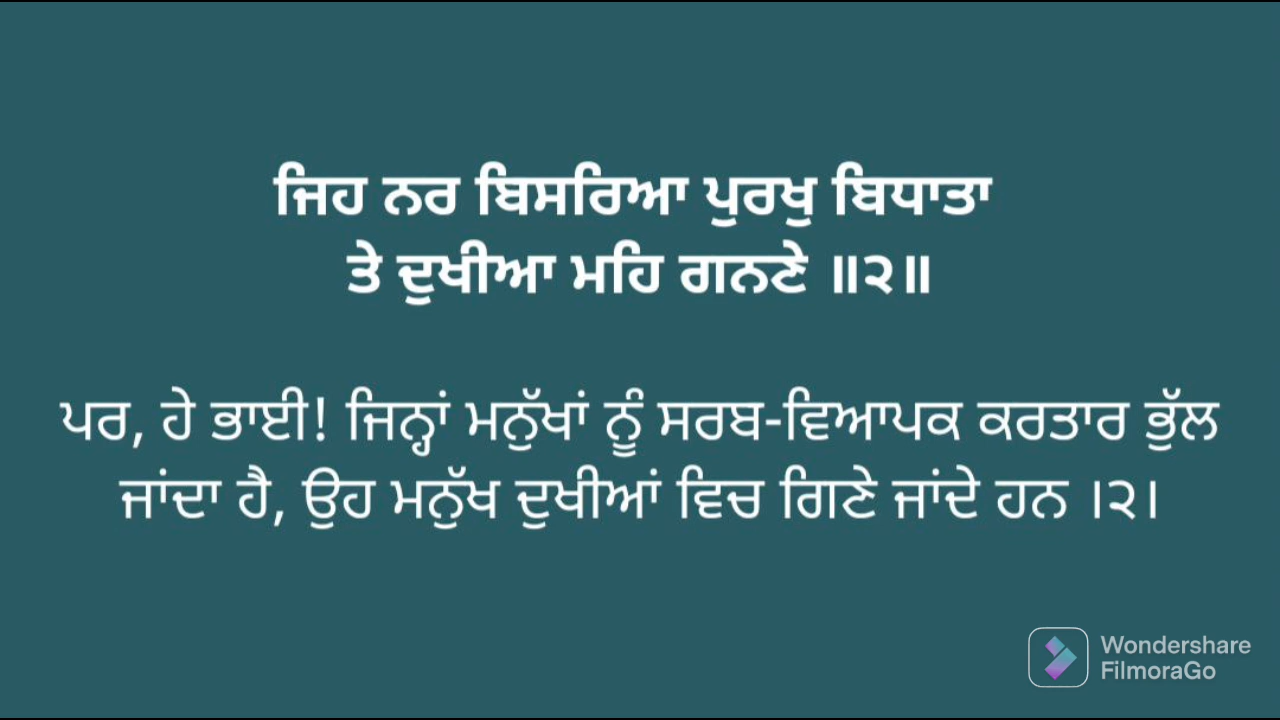 ਜਿਹ ਨਰ ਬਿਸਰਿਆ ਪੁਰਖੁ ਬਿਧਾਤਾ
ਤੇ ਦੁਖੀਆ ਮਹਿ ਗਨਣੇ ॥੨॥
ਪਰ, ਹੇ ਭਾਈ! ਜਿਨ੍ਹਾਂ ਮਨੁੱਖਾਂ ਨੂੰ ਸਰਬ-ਵਿਆਪਕ ਕਰਤਾਰ ਭੁੱਲ
ਜਾਂਦਾ ਹੈ, ਉਹ ਮਨੁੱਖ ਦੁਖੀਆਂ ਵਿਚ ਗਿਣੇ ਜਾਂਦੇ ਹਨ ।੨।
Wondershare
FilmoraGo